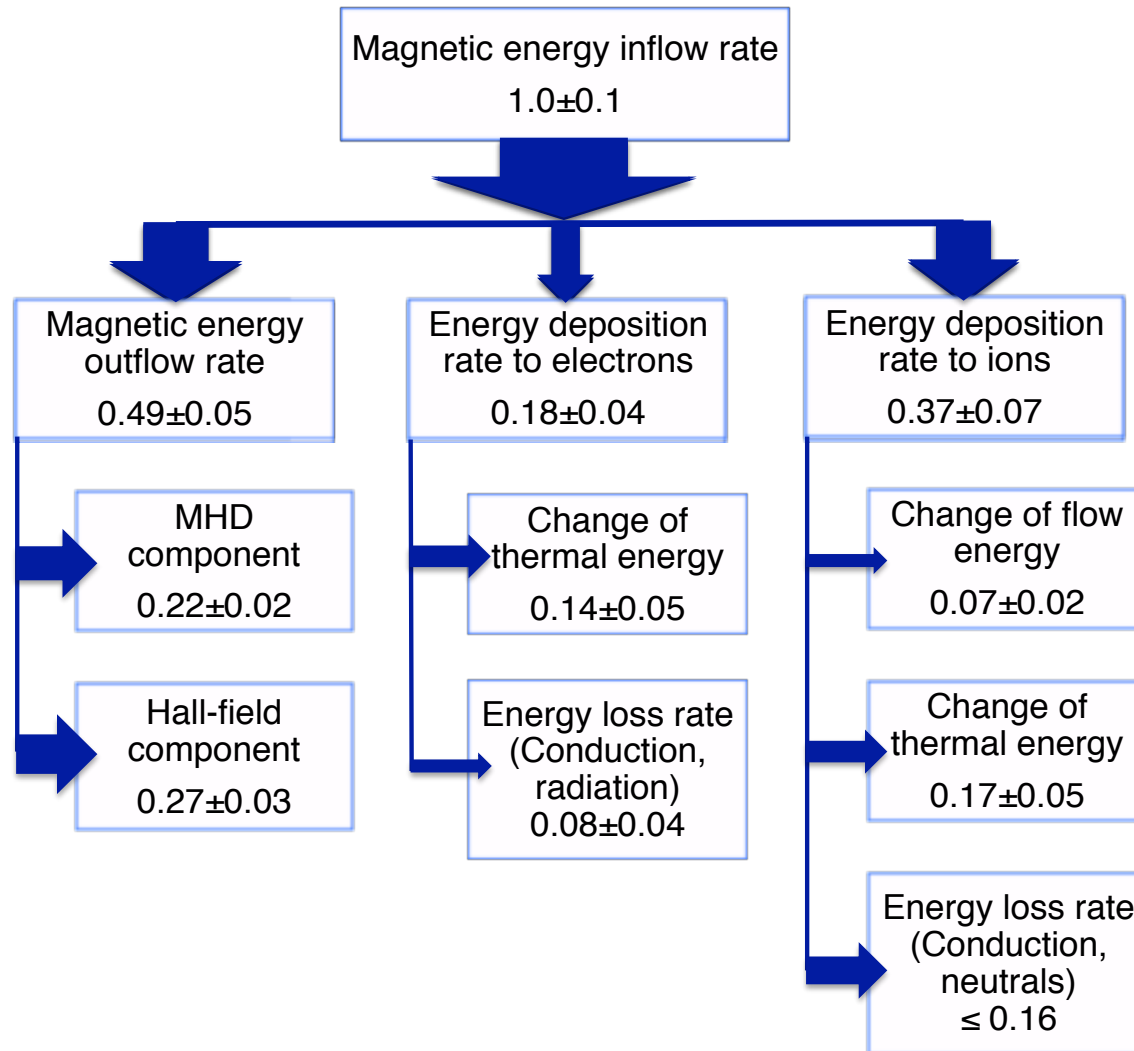 Magnetic energy inflow rate
1.0±0.1
Magnetic energy
outflow rate
0.49±0.05
Energy deposition
rate to electrons
0.18±0.04
Energy deposition
rate to ions
0.37±0.07
MHD
component
0.22±0.02
Hall-field
component
0.27±0.03
Change of
thermal energy
0.14±0.05
Energy loss rate
(Conduction,
radiation)
0.08±0.04
Change of flow
energy
0.07±0.02
Change of
thermal energy
0.17±0.05
Energy loss rate
(Conduction,
neutrals)
≤ 0.16